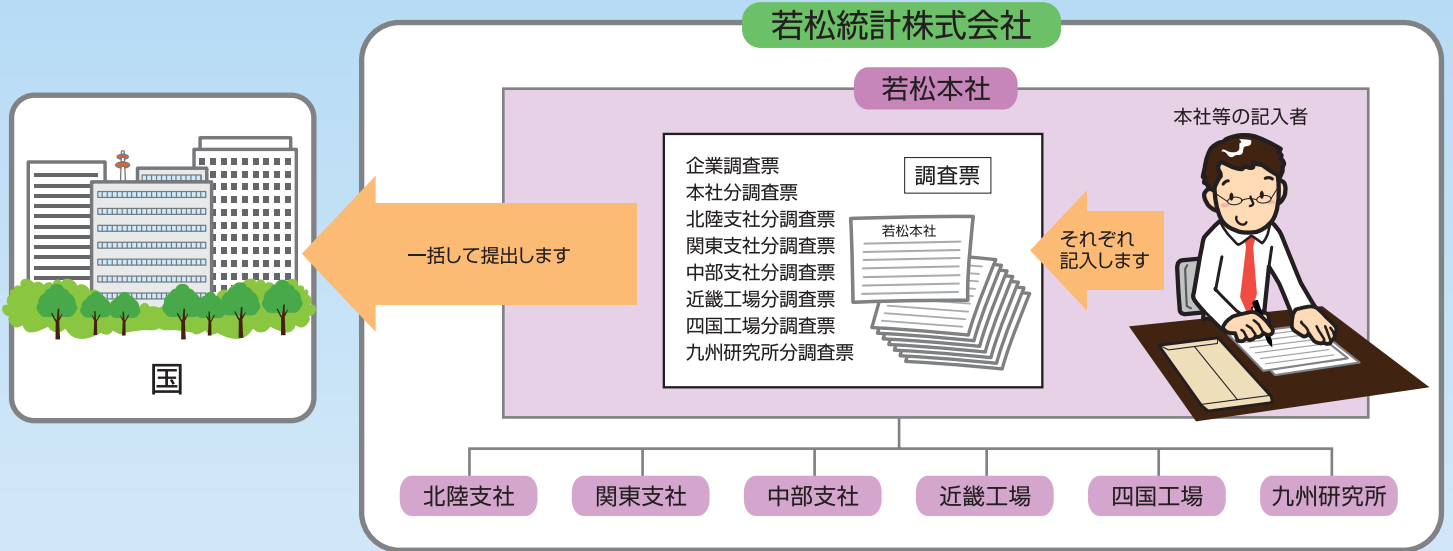 若松統計株式会社
若松本社
本社等の記入者
企業調査票
本社分調査票
北陸支社分調査票
関東支社分調査票
中部支社分調査票
近畿工場分調査票
四国工場分調査票
九州研究所分調査票
調査票
若松本社
それぞれ
記入します
一括して提出します
国
北陸支社
関東支社
中部支社
近畿工場
四国工場
九州研究所